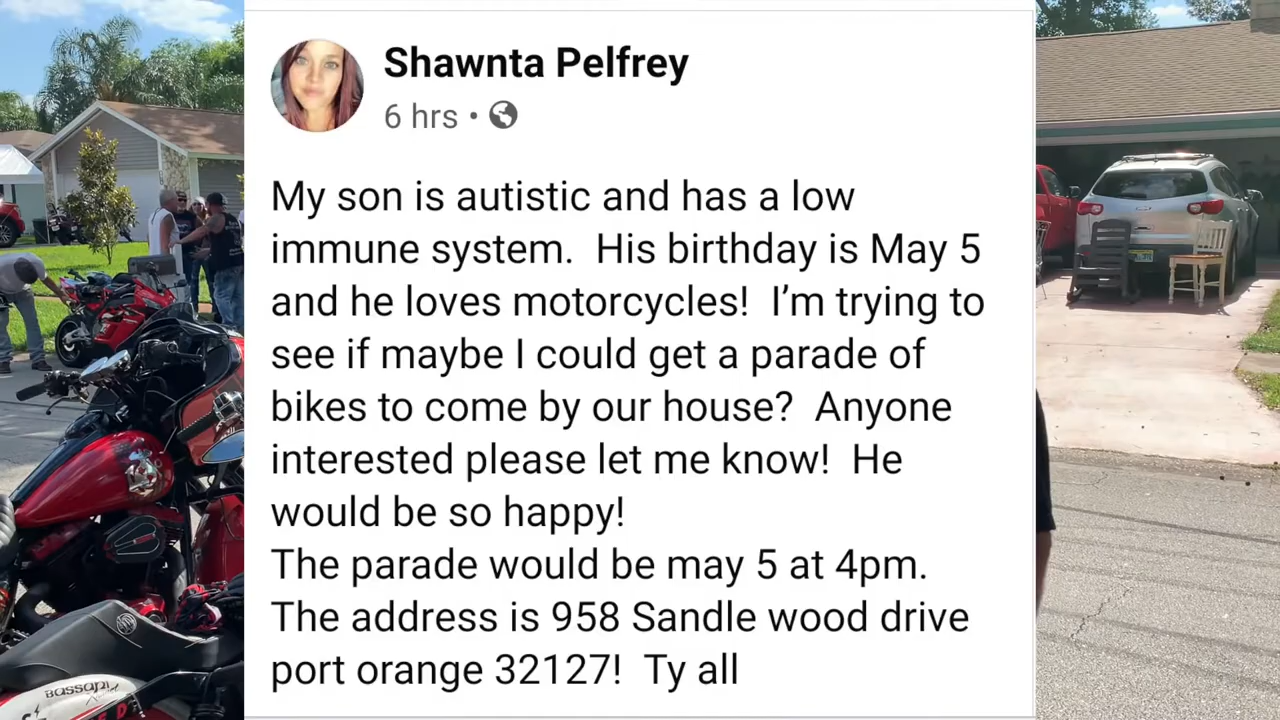 Shawnta Pelfrey
6 hrs •
My son is autistic and has a low
immune system.  His birthday is May 5
and he loves motorcycles!  I’m trying to
see if maybe I could get a parade of
bikes to come by our house?  Anyone
interested please let me know!  He
would be so happy!
The parade would be may 5 at 4pm.
The address is 958 Sandle wood drive
port orange 32127!  Ty all
BASSANI